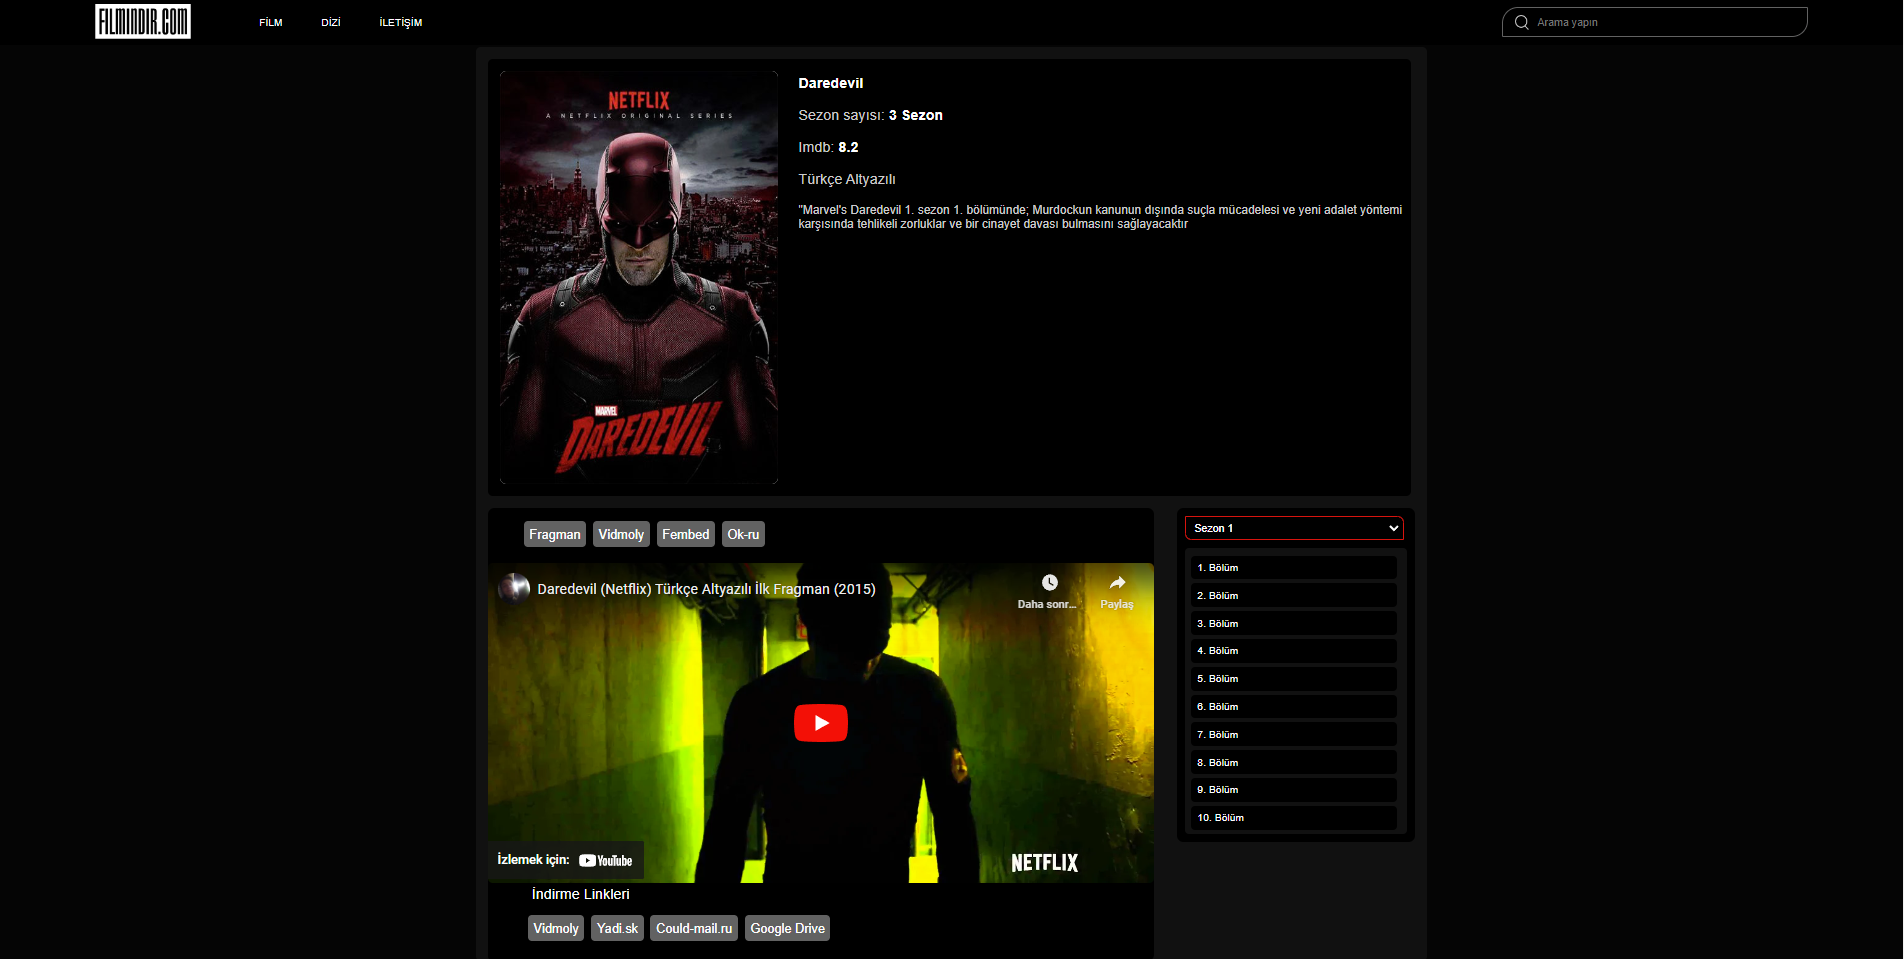 FILMINDIR.COM
FİLM
DİZİ
İLETİŞİM
Arama yapın
NETFLIX
A NETFLIX ORIGINAL SERIES
MARVEL
DAREDEVIL
Daredevil
Sezon sayısı: 3 Sezon
Imdb: 8.2
Türkçe Altyazılı
"Marvel's Daredevil 1. sezon 1. bölümünde; Murdockun kanunun dışında suçla mücadelesi ve yeni adalet yöntemi
karşısında tehlikeli zorluklar ve bir cinayet davası bulmasını sağlayacaktır
Fragman
Vidmoly
Fembed
Ok-ru
Daredevil (Netflix) Türkçe Altyazılı İlk Fragman (2015)
Daha sonr...
Paylaş
İzlemek için: YouTube
NETFLIX
İndirme Linkleri
Vidmoly
Yadi.sk
Could-mail.ru
Google Drive
Sezon 1
1. Bölüm
2. Bölüm
3. Bölüm
4. Bölüm
5. Bölüm
6. Bölüm
7. Bölüm
8. Bölüm
9. Bölüm
10. Bölüm